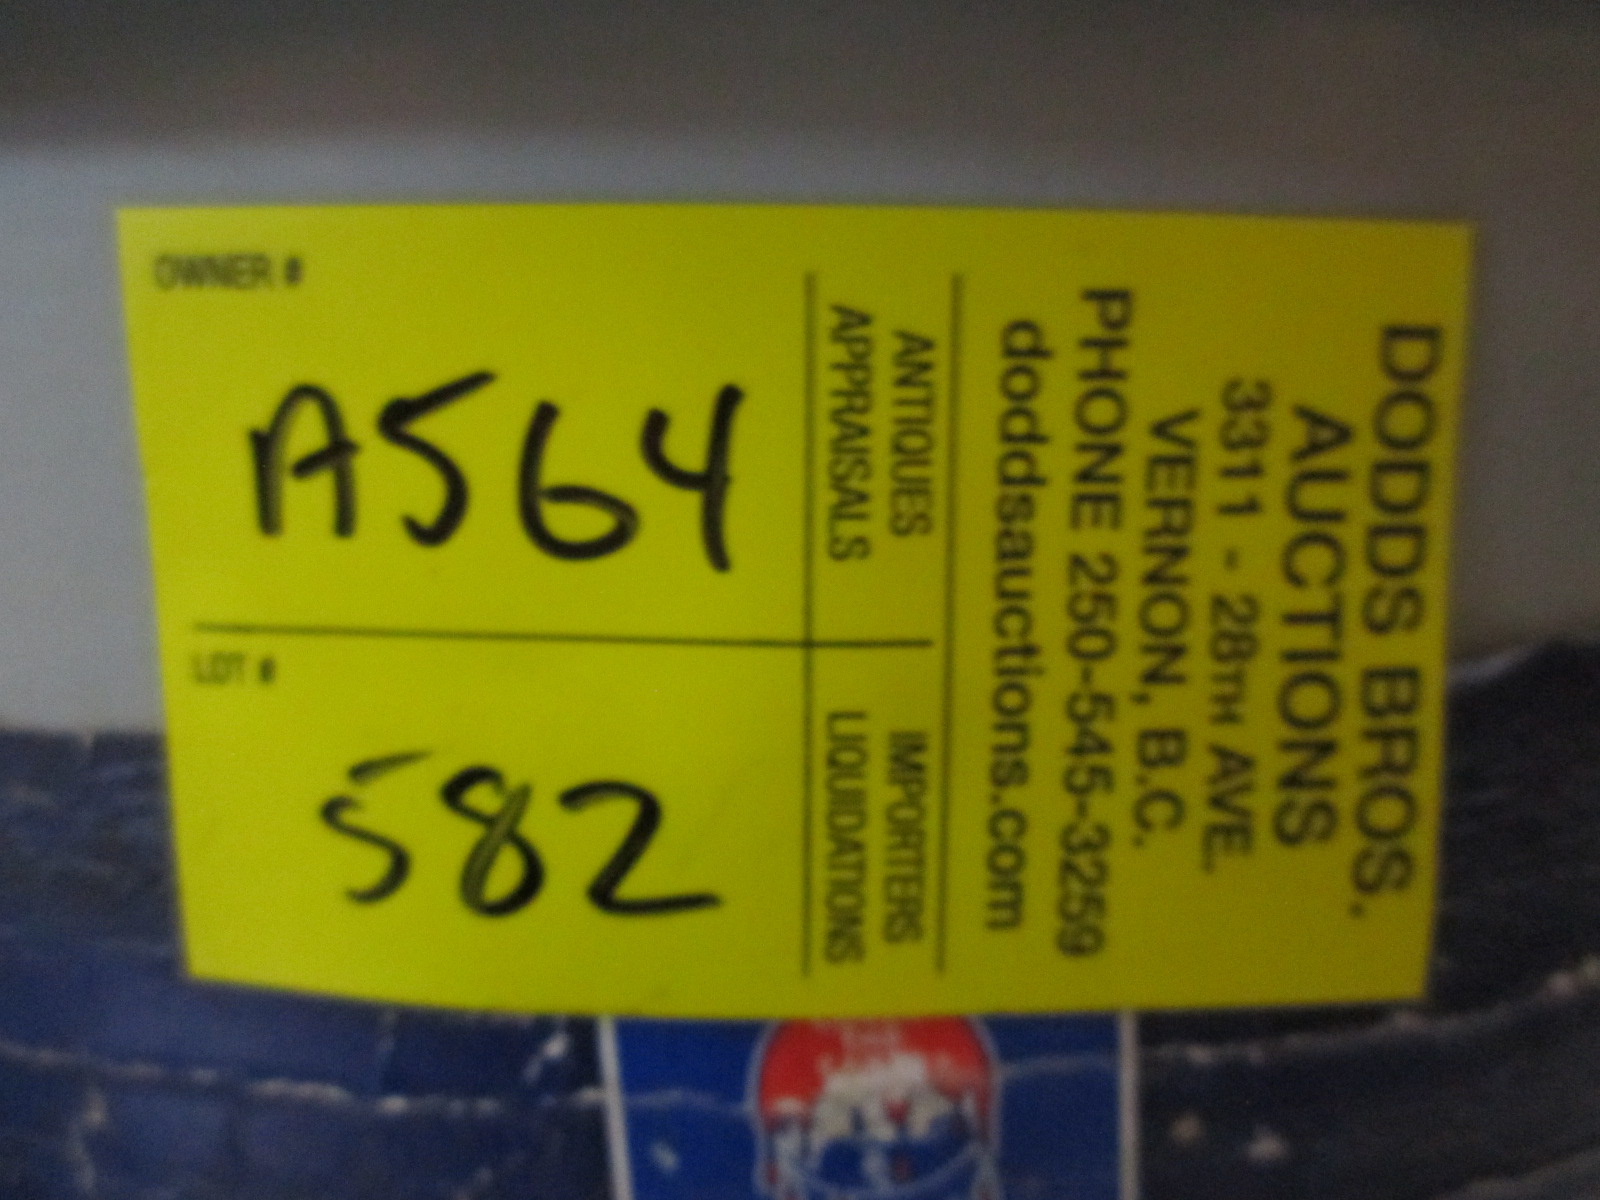 OWNER #
A564
LOT #
582
DODDS BROS.
AUCTIONS
3311 - 28TH AVE.
VERNON, B.C.
PHONE 250-545-3259
doddsauctions.com
ANTIQUES
APPRAISALS
IMPORTERS
LIQUIDATIONS